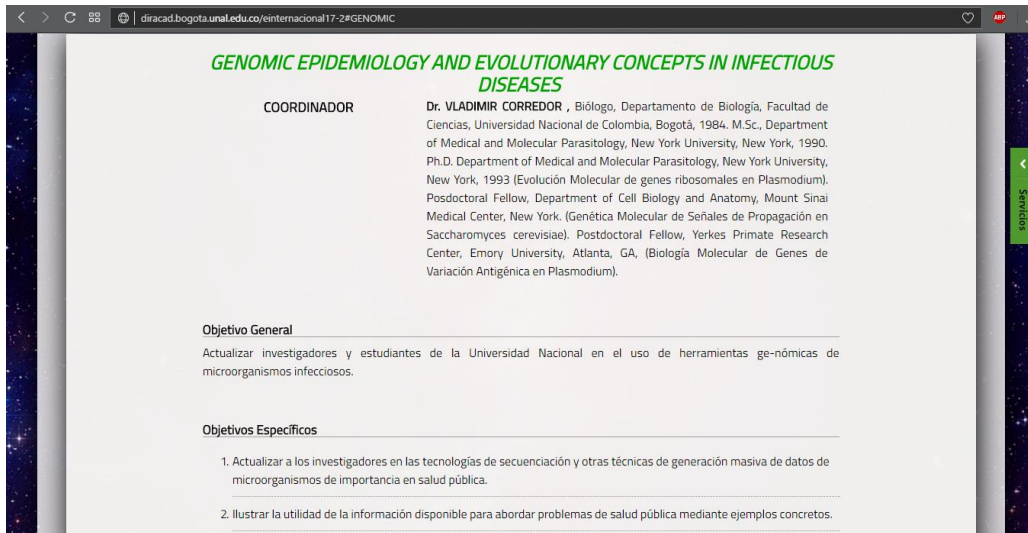 diracad.bogota.unal.edu.co/einternacional17-2#GENOMIC
ABP
GENOMIC EPIDEMIOLOGY AND EVOLUTIONARY CONCEPTS IN INFECTIOUS
DISEASES
COORDINADOR
Dr. VLADIMIR CORREDOR , Biólogo, Departamento de Biología, Facultad de
Ciencias, Universidad Nacional de Colombia, Bogotá, 1984. M.Sc., Department
of Medical and Molecular Parasitology, New York University, New York, 1990.
Ph.D. Department of Medical and Molecular Parasitology, New York University,
New York, 1993 (Evolución Molecular de genes ribosomales en Plasmodium).
Posdoctoral Fellow, Department of Cell Biology and Anatomy, Mount Sinai
Medical Center, New York. (Genética Molecular de Señales de Propagación en
Saccharomyces cerevisiae). Postdoctoral Fellow, Yerkes Primate Research
Center, Emory University, Atlanta, GA, (Biología Molecular de Genes de
Variación Antigénica en Plasmodium).
Servicios
Objetivo General
Actualizar investigadores y estudiantes de la Universidad Nacional en el uso de herramientas ge-nómicas de
microorganismos infecciosos.
Objetivos Específicos
1. Actualizar a los investigadores en las tecnologías de secuenciación y otras técnicas de generación masiva de datos de
microorganismos de importancia en salud pública.
2. Ilustrar la utilidad de la información disponible para abordar problemas de salud pública mediante ejemplos concretos.